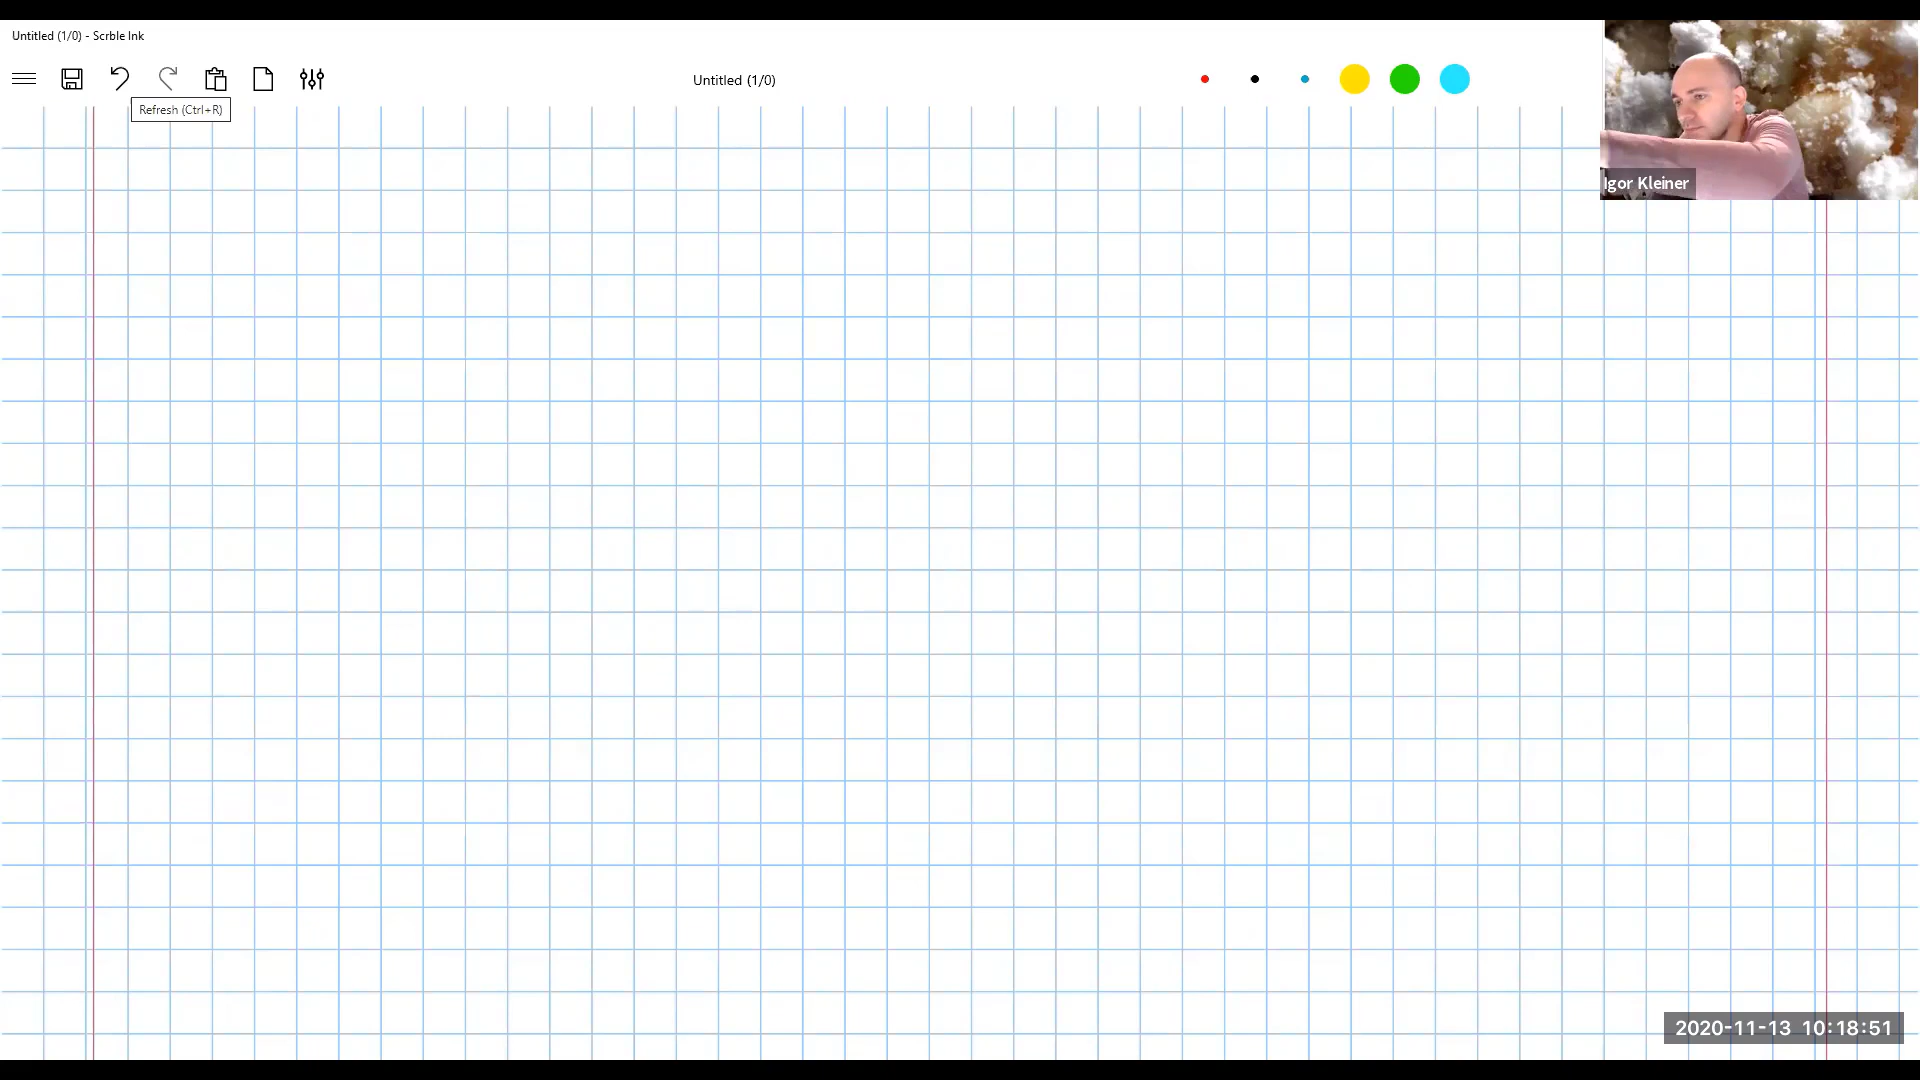 Untitled (1/0) - Scrble Ink
Untitled (1/0)
Refresh (Ctrl+R)
Igor Kleiner
2020-11-13 10:18:51